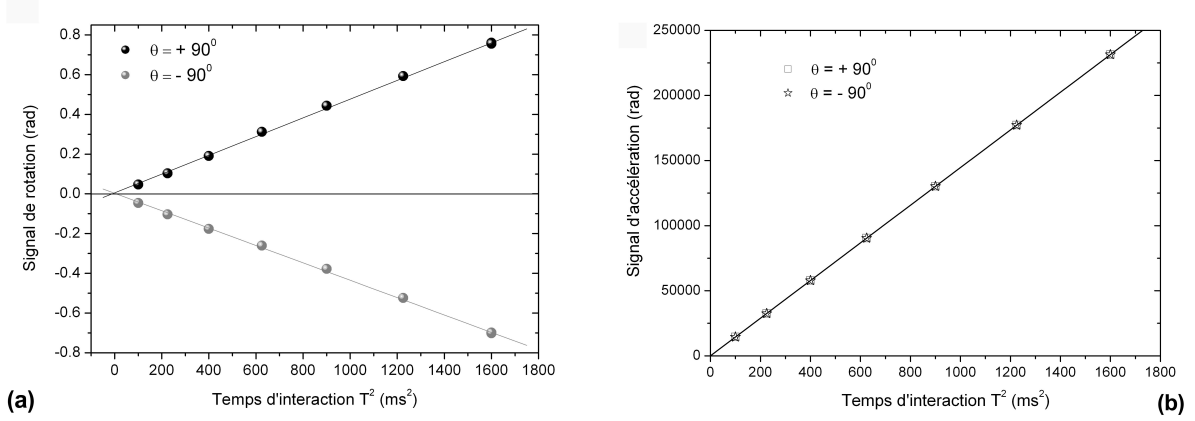 0.8
0.6
0.4
0.2
0.0
-0.2
-0.4
-0.6
-0.8
Signal de rotation (rad)
θ = + 90⁰
θ = - 90⁰
0 200 400 600 800 1000 1200 1400 1600 1800
Temps d'interaction T² (ms²)
(a)
250000
200000
150000
100000
50000
0
Signal d'accélération (rad)
θ = + 90⁰
θ = - 90⁰
0 200 400 600 800 1000 1200 1400 1600 1800
Temps d'interaction T² (ms²)
(b)